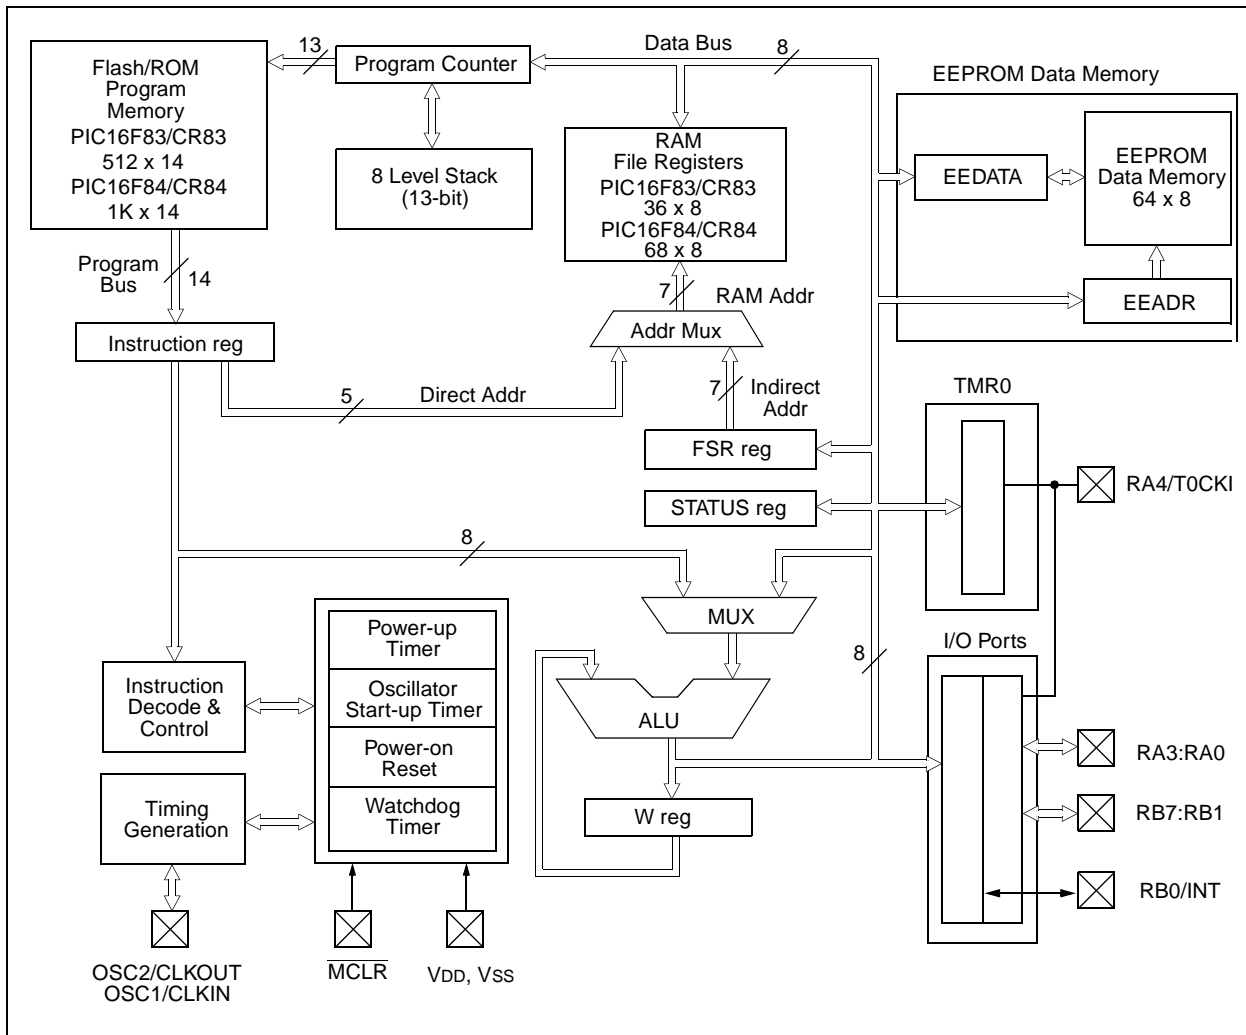 13
Data Bus
8
Program Counter
Flash/ROM
Program
Memory
PIC16F83/CR83
512 x 14
PIC16F84/CR84
1K x 14
8 Level Stack
(13-bit)
RAM
File Registers
PIC16F83/CR83
36 x 8
PIC16F84/CR84
68 x 8
EEPROM Data Memory
EEDATA
EEPROM
Data Memory
64 x 8
EEADR
Program
Bus
14
7
RAM Addr
Addr Mux
Instruction reg
5
Direct Addr
7
Indirect
Addr
FSR reg
STATUS reg
TMR0
RA4/T0CKI
8
MUX
8
I/O Ports
Power-up
Timer
Oscillator
Start-up Timer
Power-on
Reset
Watchdog
Timer
Instruction
Decode &
Control
Timing
Generation
ALU
W reg
RA3:RA0
RB7:RB1
RB0/INT
OSC2/CLKOUT
OSC1/CLKIN
MCLR
VDD, VSS